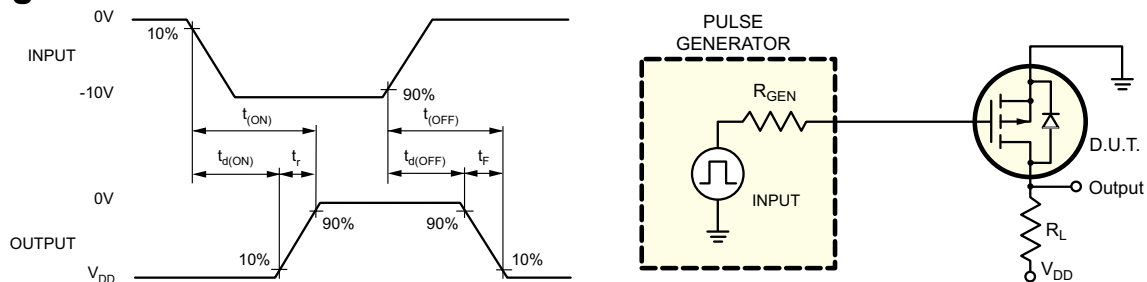 0V
10%
INPUT
-10V
90%
t(ON)
t(OFF)
td(ON)
tr
td(OFF)
tF
0V
90%
90%
OUTPUT
10%
10%
VDD
PULSE
GENERATOR
RGEN
INPUT
D.U.T.
Output
RL
VDD